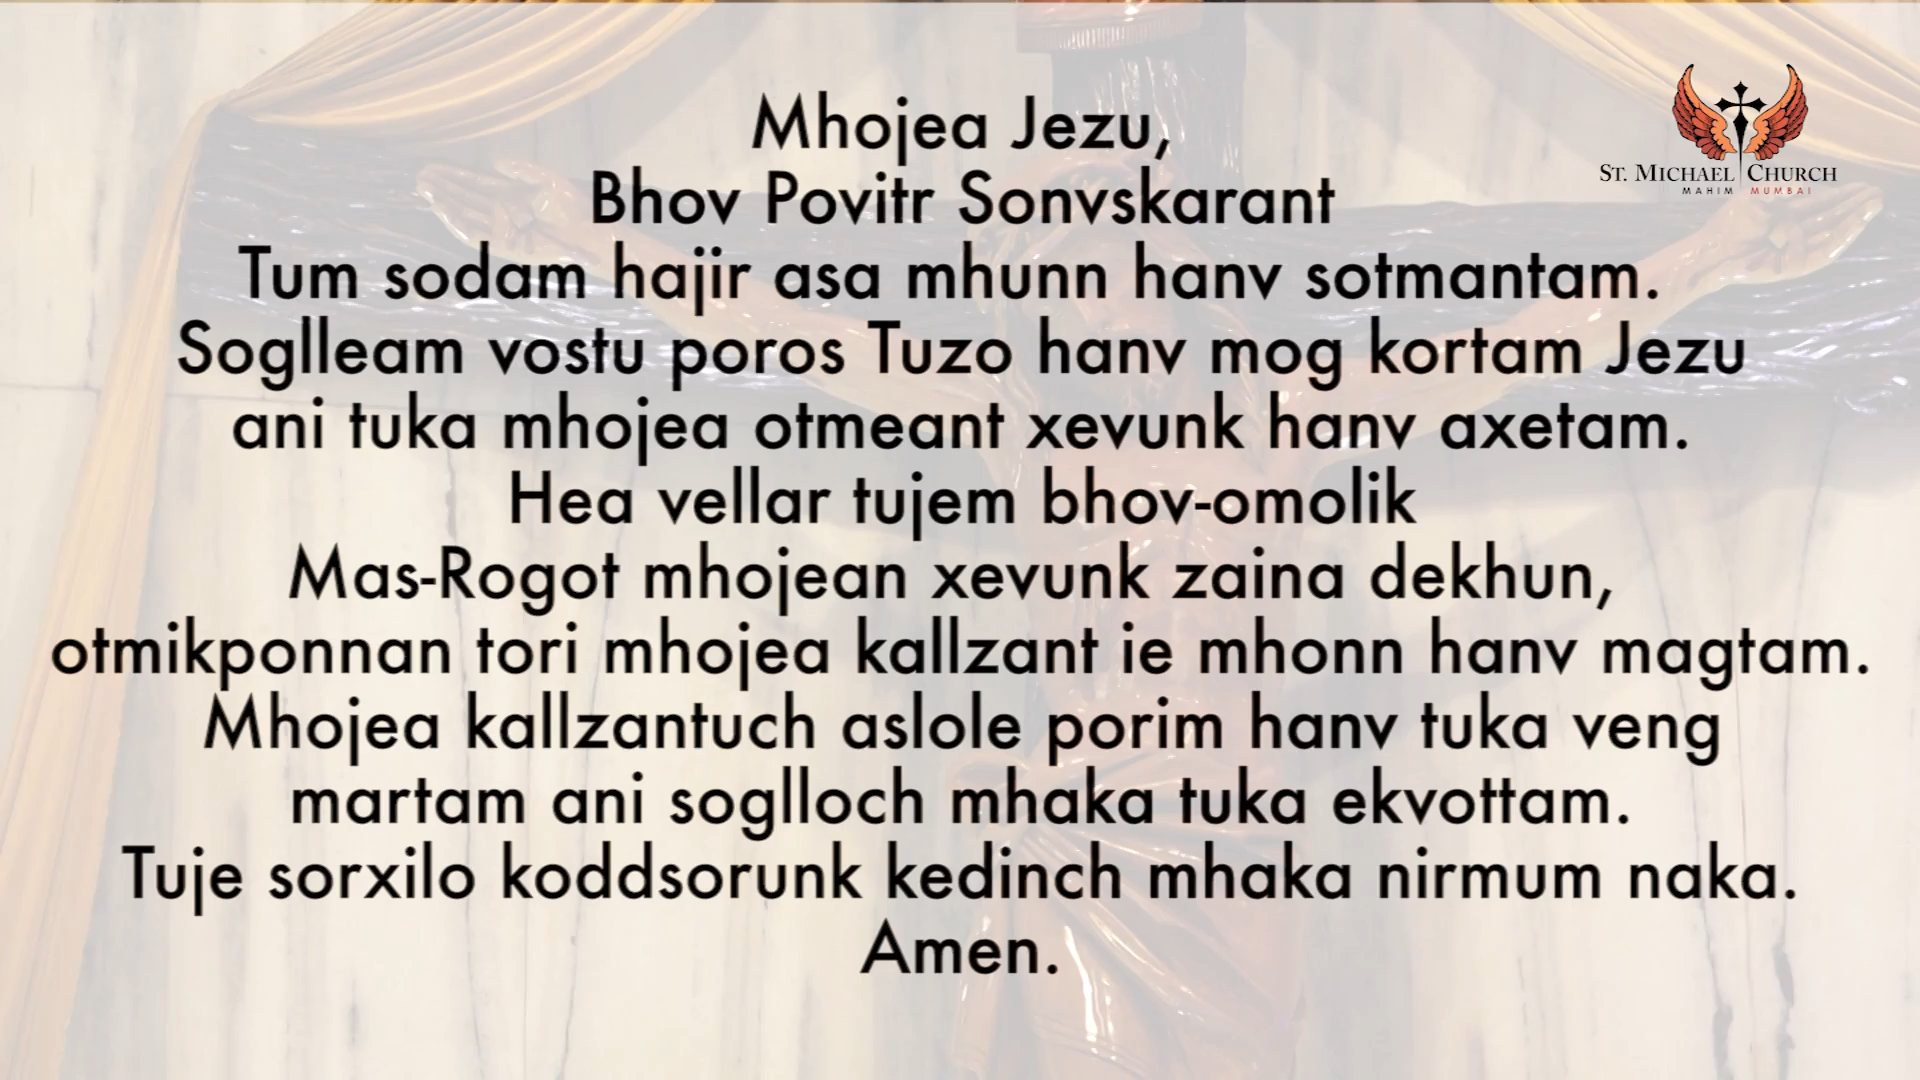 Mhojea Jezu,
Bhov Povitr Sonvskarant
Tum sodam hajir asa mhunn hanv sotmantam.
Soglleam vostu poros Tuzo hanv mog kortam Jezu
ani tuka mhojea otmeant xevunk hanv axetam.
Hea vellar tujem bhov-omolik
Mas-Rogot mhojean xevunk zaina dekhun,
otmikponnan tori mhojea kallzant ie mhonn hanv magtam.
Mhojea kallzantuch aslole porim hanv tuka veng
martam ani soglloch mhaka tuka ekvottam.
Tuje sorxilo koddsorunk kedinch mhaka nirmum naka.
Amen.
ST. MICHAEL CHURCH
MAHIM MUMBAI